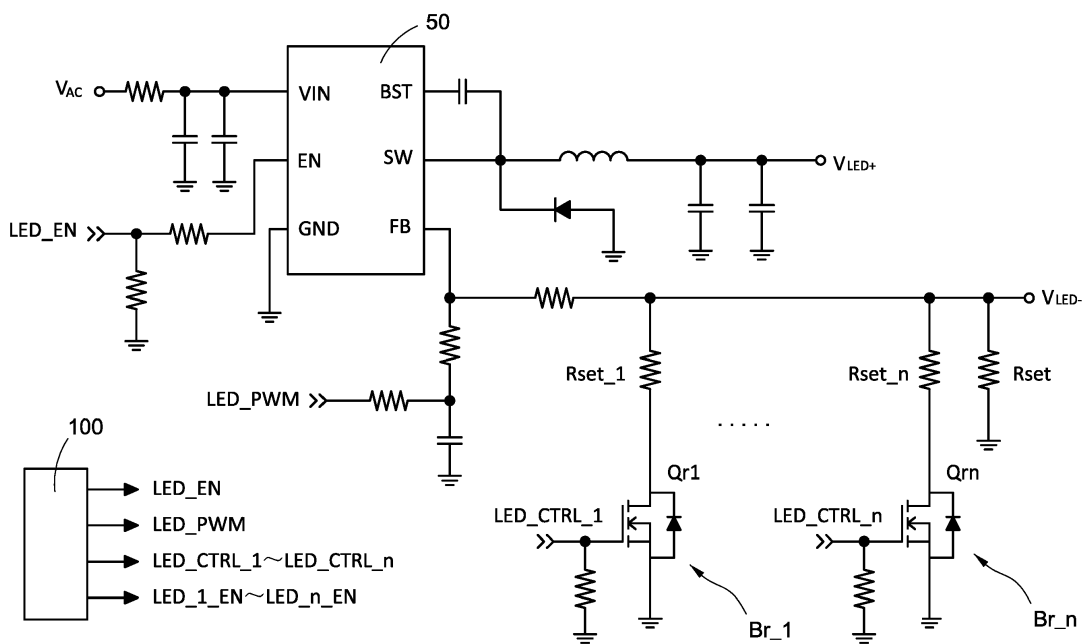 50
VAC
VIN
BST
EN
SW
VLED+
LED_EN
GND
FB
VLED-
Rset_1
Rset_n
Rset
LED_PWM
.....
100
Qr1
Qrn
LED_EN
LED_CTRL_1
LED_CTRL_n
LED_PWM
LED_CTRL_1～LED_CTRL_n
LED_1_EN～LED_n_EN
Br_1
Br_n